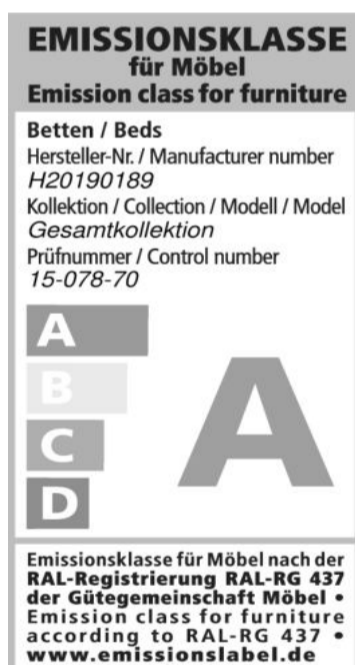 EMISSIONSKLASSE
für Möbel
Emission class for furniture
Betten / Beds
Hersteller-Nr. / Manufacturer number
H20190189
Kollektion / Collection / Modell / Model
Gesamtkollektion
Prüfnummer / Control number
15-078-70
A
B
C
D
A
Emissionsklasse für Möbel nach der
RAL-Registrierung RAL-RG 437
der Gütegemeinschaft Möbel •
Emission class for furniture
according to RAL-RG 437 •
www.emissionslabel.de